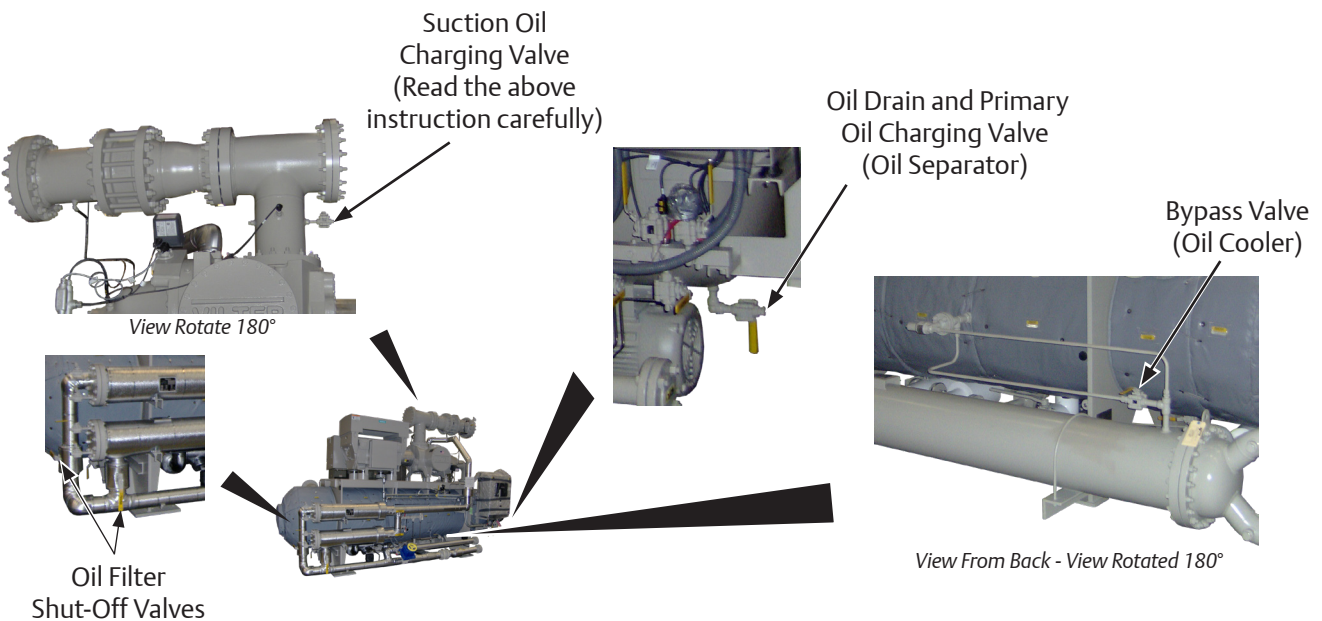 Suction Oil
Charging Valve
(Read the above
instruction carefully)
Oil Drain and Primary
Oil Charging Valve
(Oil Separator)
Bypass Valve
(Oil Cooler)
View Rotate 180°
View From Back - View Rotated 180°
Oil Filter
Shut-Off Valves